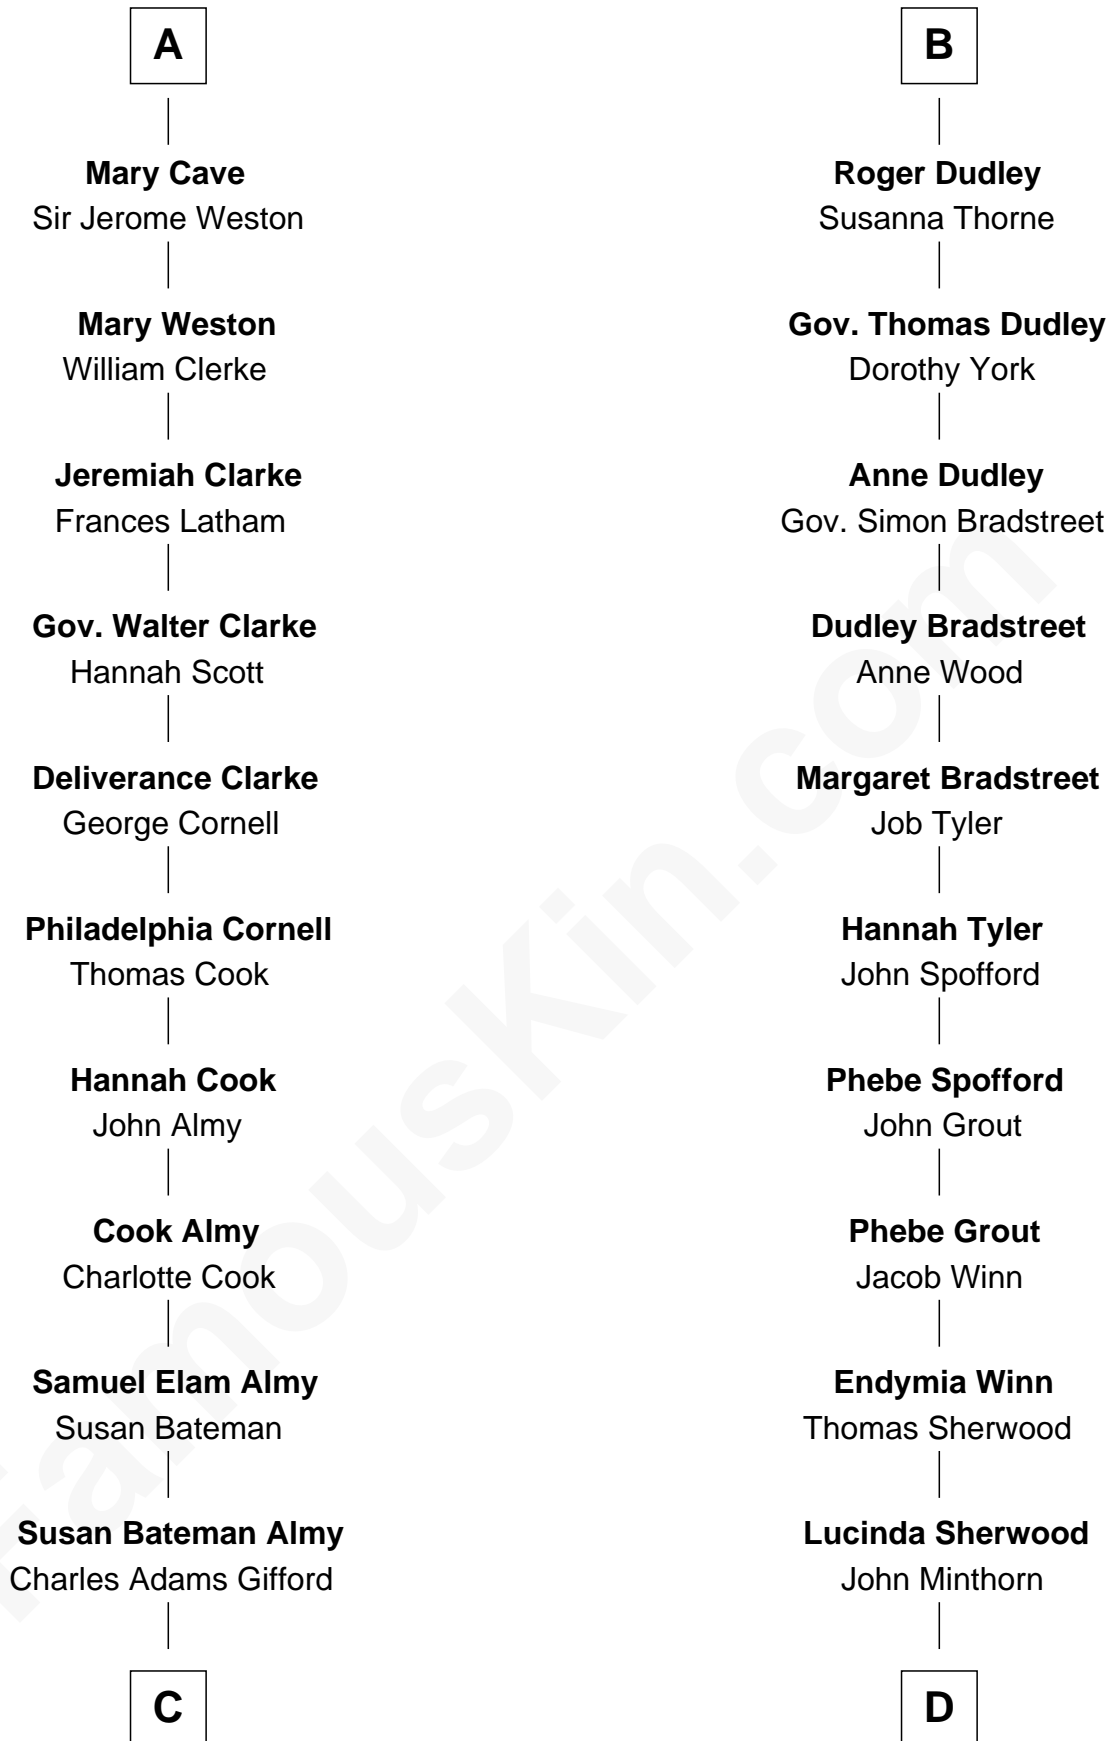 A
Mary Cave
Sir Jerome Weston
Mary Weston
William Clerke
Jeremiah Clarke
Frances Latham
Gov. Walter Clarke
Hannah Scott
Deliverance Clarke
George Cornell
Philadelphia Cornell
Thomas Cook
Hannah Cook
John Almy
Cook Almy
Charlotte Cook
Samuel Elam Almy
Susan Bateman
Susan Bateman Almy
Charles Adams Gifford
C
B
Roger Dudley
Susanna Thorne
Gov. Thomas Dudley
Dorothy York
Anne Dudley
Gov. Simon Bradstreet
Dudley Bradstreet
Anne Wood
Margaret Bradstreet
Job Tyler
Hannah Tyler
John Spofford
Phebe Spofford
John Grout
Phebe Grout
Jacob Winn
Endymia Winn
Thomas Sherwood
Lucinda Sherwood
John Minthorn
D
FamousKin.com